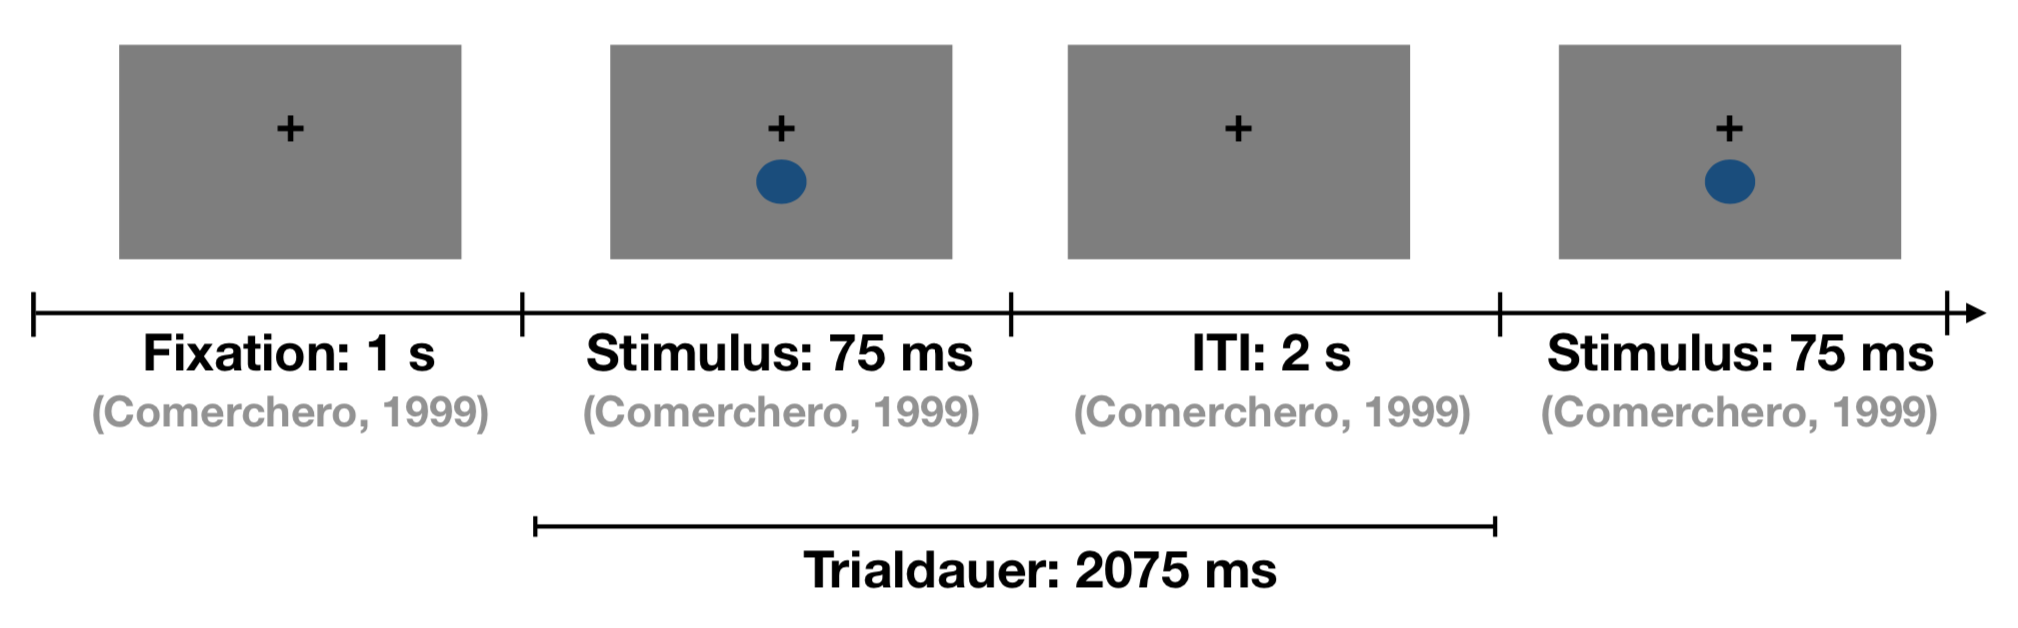 Fixation: 1 s
(Comerchero, 1999)
Stimulus: 75 ms
(Comerchero, 1999)
ITI: 2 s
(Comerchero, 1999)
Stimulus: 75 ms
(Comerchero, 1999)
Trialdauer: 2075 ms